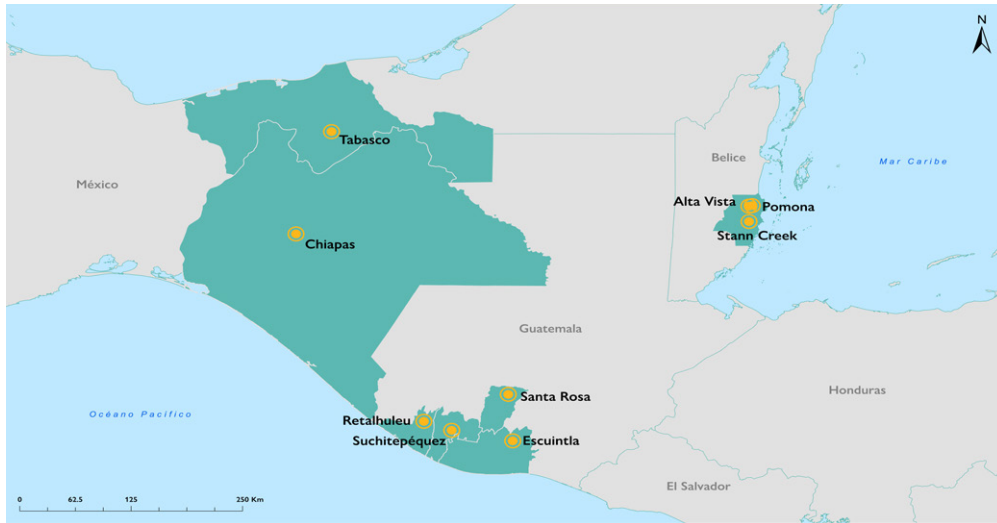 N
Tabasco
Belice
Mar Caribe
México
Alta Vista
Pomona
Stann Creek
Chiapas
Guatemala
Honduras
Santa Rosa
Océano Pacífico
Retalhuleu
Suchitepéquez
Escuintla
El Salvador
0 62.5 125 250 Km